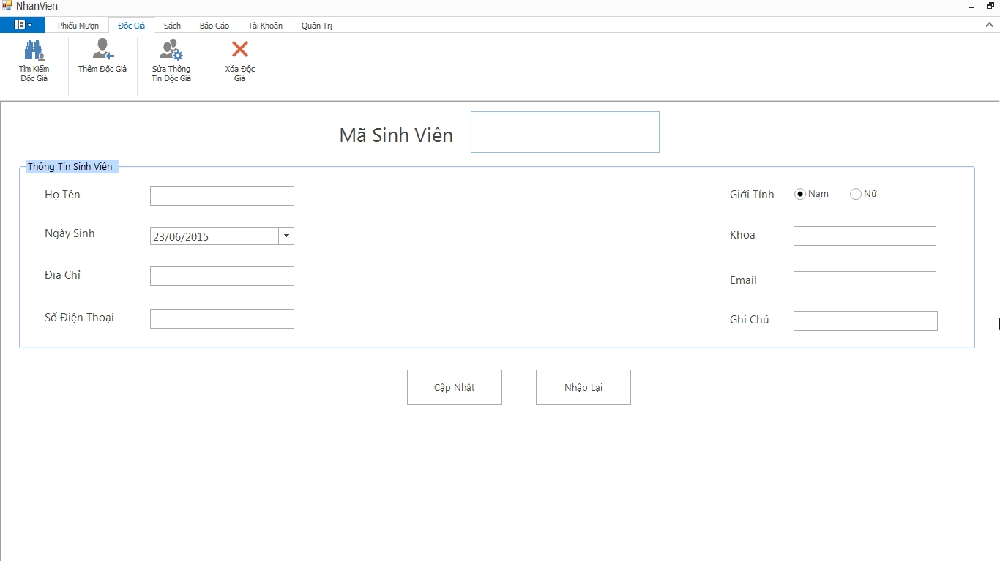 NhanVien
Phiếu Mượn Độc Giả Sách Báo Cáo Tài Khoản Quản Trị
Tìm Kiếm
Độc Giả
Thêm Độc Giả
Sửa Thông
Tin Độc Giả
Xóa Độc
Giả
Mã Sinh Viên
Thông Tin Sinh Viên
Họ Tên
Giới Tính Nam Nữ
Ngày Sinh 23/06/2015
Khoa
Địa Chỉ
Email
Số Điện Thoại
Ghi Chú
Cập Nhật Nhập Lại